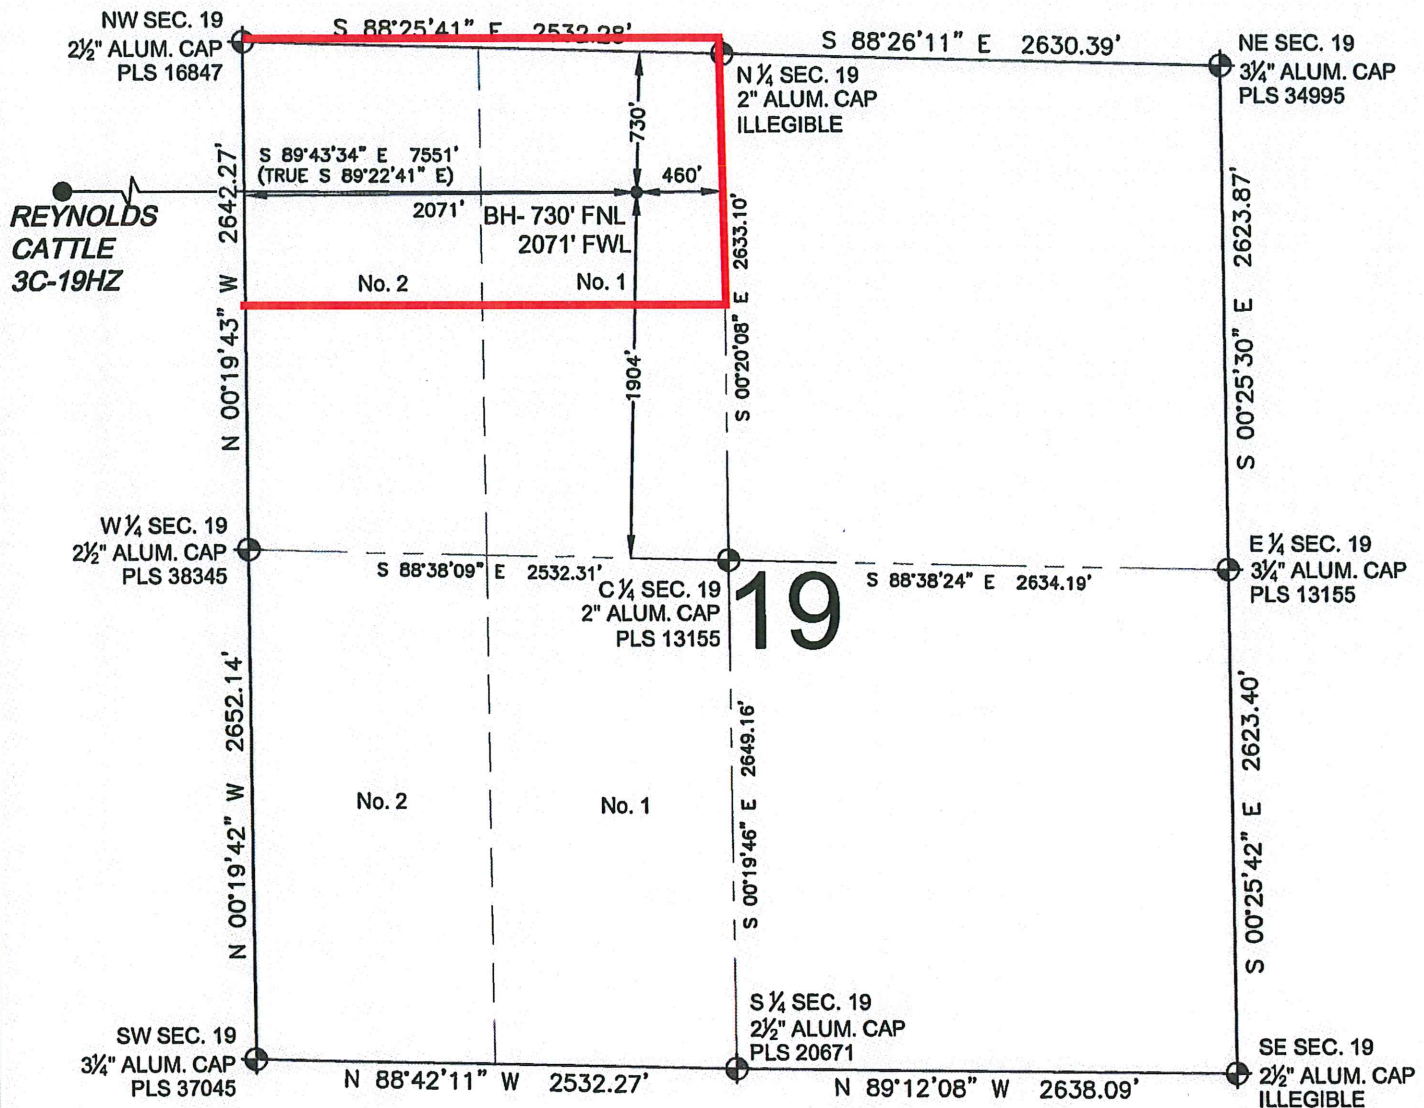 NW SEC. 19
2½" ALUM. CAP
PLS 16847
S 88°25'41" E 2532.28'
S 88°26'11" E 2630.39'
NE SEC. 19
3¼" ALUM. CAP
PLS 34995
N ¼ SEC. 19
2" ALUM. CAP
ILLEGIBLE
730'
S 89°43'34" E 7551'
(TRUE S 89°22'41" E)
460'
2071'
REYNOLDS
CATTLE
3C-19HZ
BH- 730' FNL
2071' FWL
No. 2
No. 1
N 00°19'43" W 2642.27'
1904'
S 00°20'08" E 2633.10'
S 00°25'30" E 2623.87'
W ¼ SEC. 19
2½" ALUM. CAP
PLS 38345
S 88°38'09" E 2532.31'
C ¼ SEC. 19
2" ALUM. CAP
PLS 13155
19
S 88°38'24" E 2634.19'
E ¼ SEC. 19
3¼" ALUM. CAP
PLS 13155
N 00°19'42" W 2652.14'
No. 2
No. 1
S 00°19'46" E 2649.16'
S 00°25'42" E 2623.40'
SW SEC. 19
3¼" ALUM. CAP
PLS 37045
N 88°42'11" W 2532.27'
S ¼ SEC. 19
2½" ALUM. CAP
PLS 20671
N 89°12'08" W 2638.09'
SE SEC. 19
2½" ALUM. CAP
ILLEGIBLE